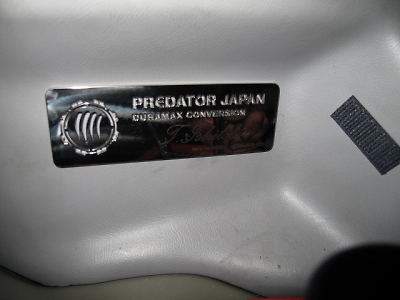 PREDATOR JAPAN
DURAMAX CONVERSION